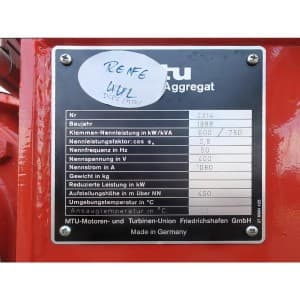 RENFE
mtu
Aggregat
Nr 2314
Baujahr 1988
Klemmen-Nennleistung in kW/kVA 600 / 750
Nennleistungsfaktor: cos φ 0,8
Nennfrequenz in Hz 50
Nennspannung in V 400
Nennstrom in A 1080
Gewicht in kg
Reduzierte Leistung in kW
Aufstellungshöhe in m über NN 450
Umgebungstemperatur in °C
Ansaugtemperatur in °C
MTU-Motoren- und Turbinen-Union Friedrichshafen GmbH
Made in Germany